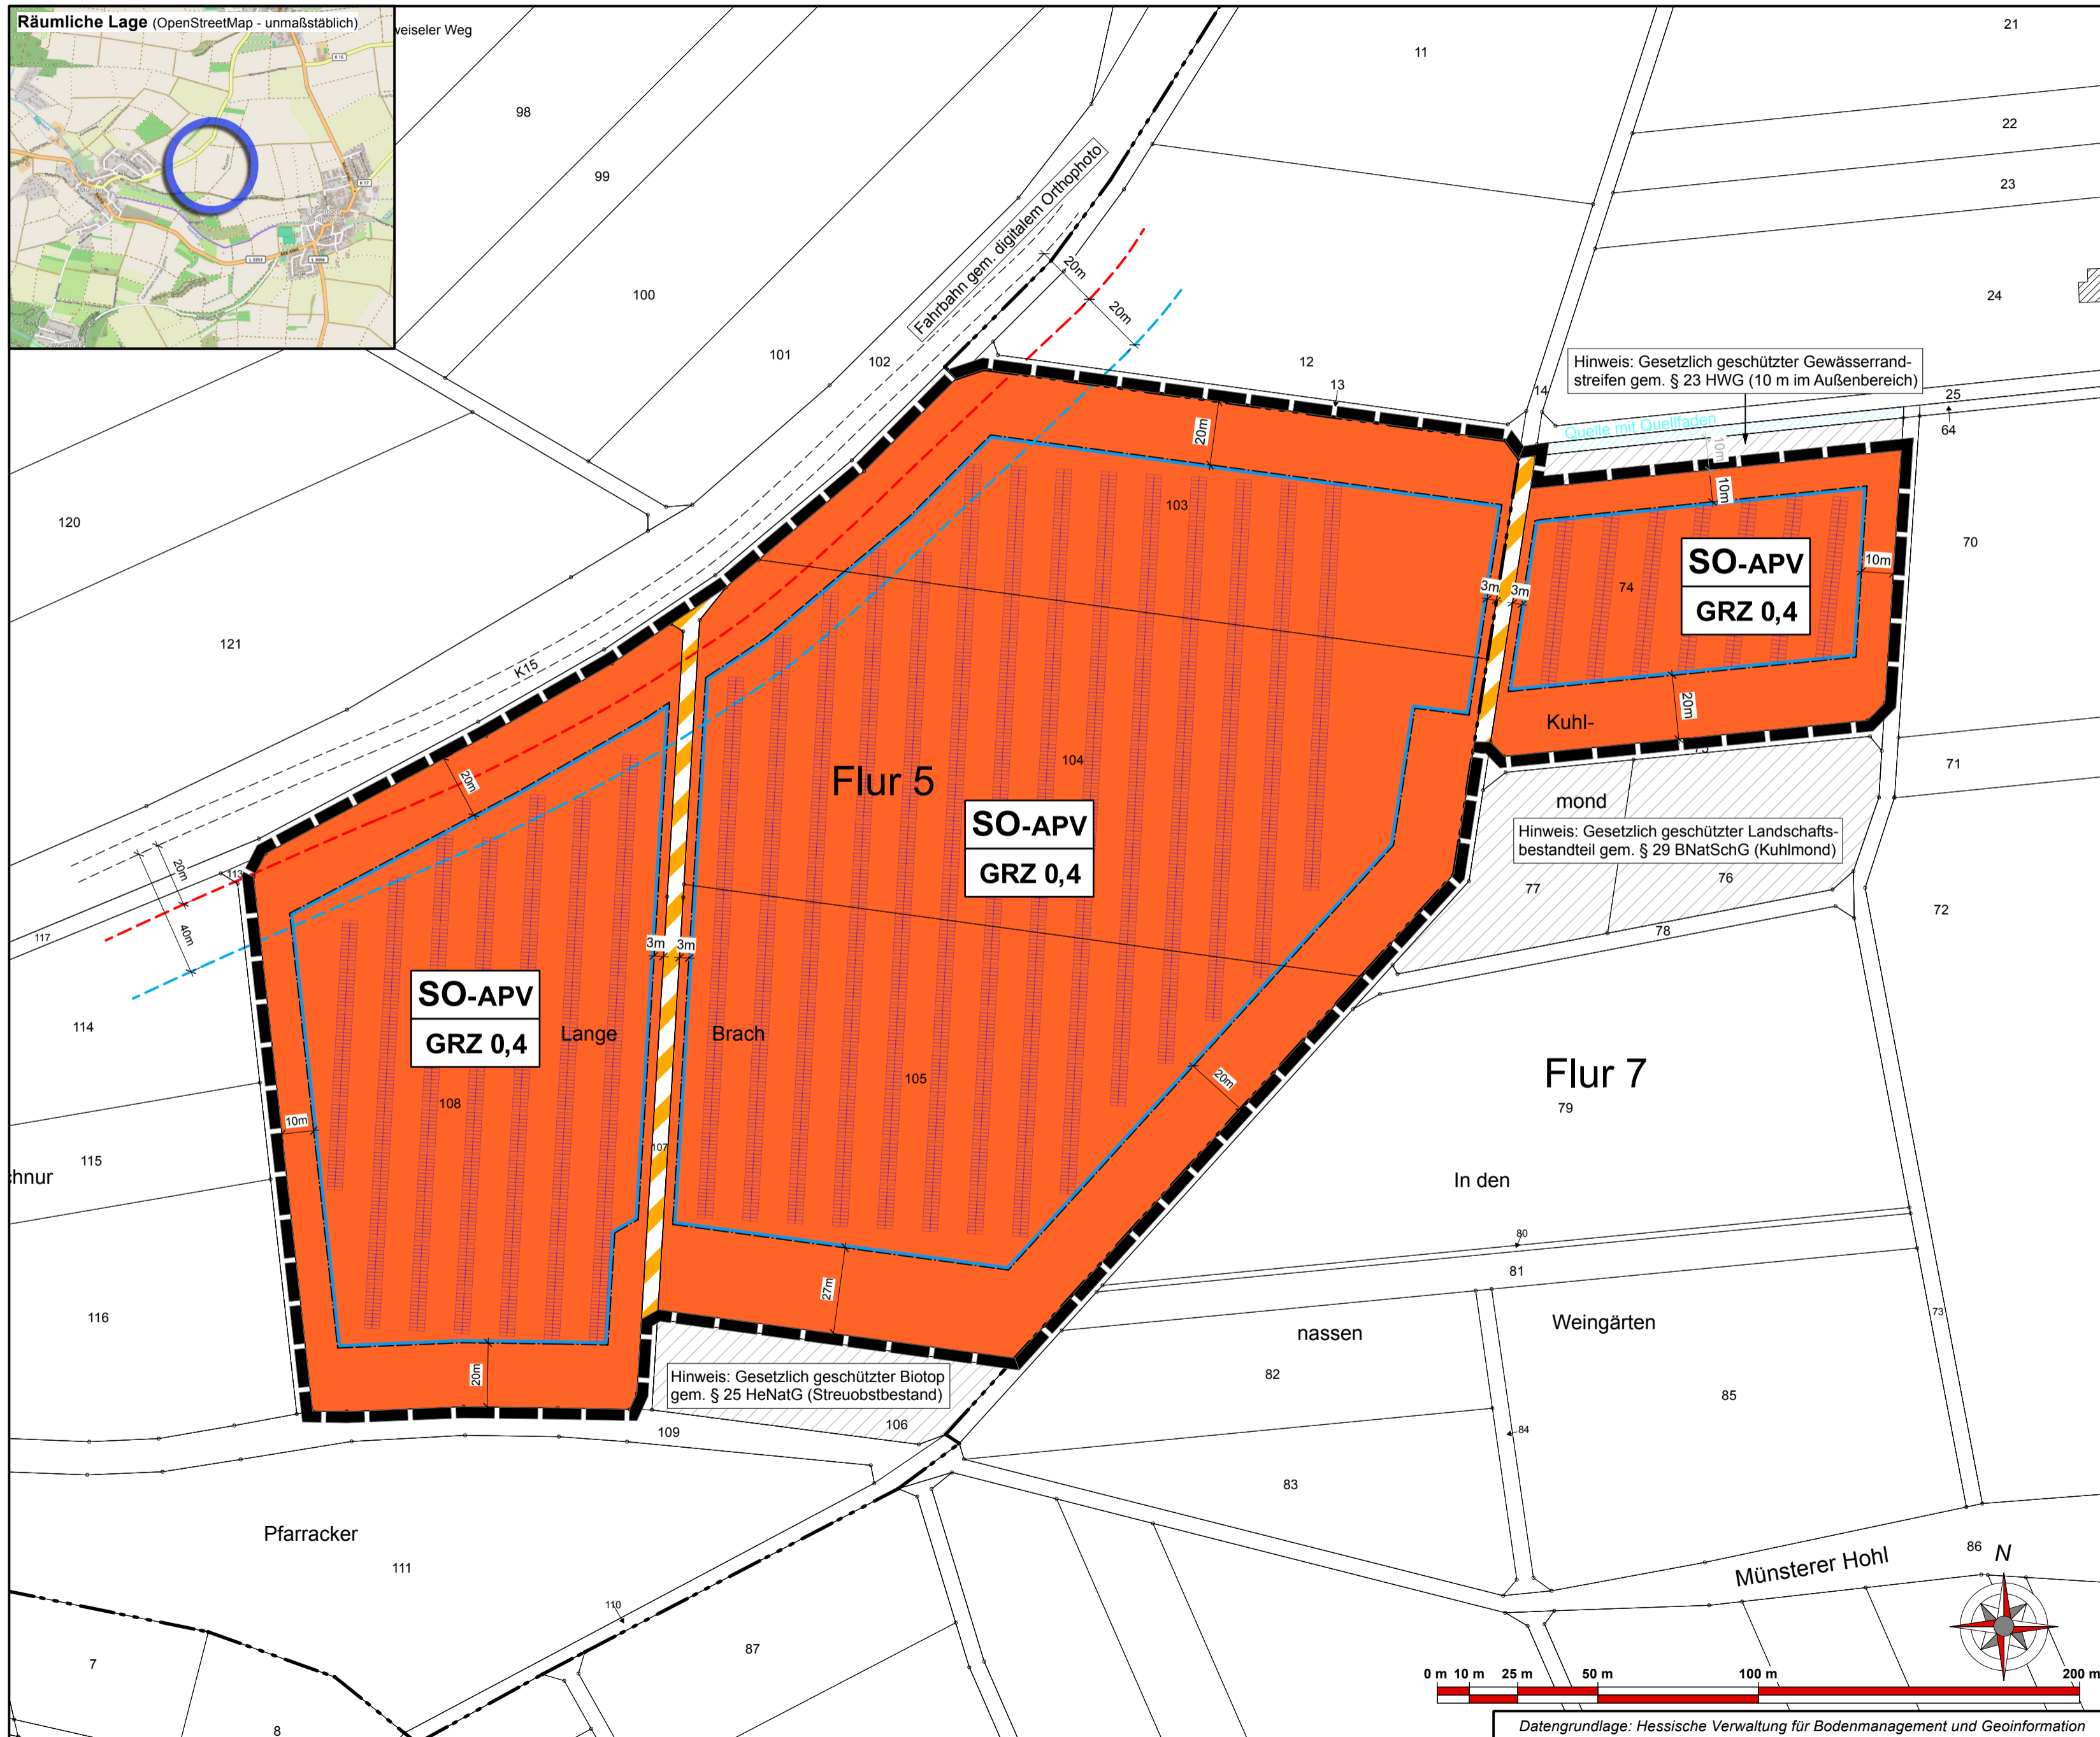 Räumliche Lage (OpenStreetMap - unmaßstäblich)
weiseler Weg
11
21
98
22
99
23
Fahrbahn gem. digitalem Orthophoto
20m
20m
100
24
101
102
12
13
14
Hinweis: Gesetzlich geschützter Gewässerrand-
streifen gem. § 23 HWG (10 m im Außenbereich)
25
64
Quelle mit Quellfaden
10m
10m
20m
103
120
70
SO-APV
GRZ 0,4
10m
74
3m
3m
121
K15
20m
Kuhl-
20m
71
104
Flur 5
SO-APV
GRZ 0,4
mond
Hinweis: Gesetzlich geschützter Landschafts-
bestandteil gem. § 29 BNatSchG (Kuhlmond)
77
76
72
78
113
20m
40m
117
3m
3m
114
SO-APV
GRZ 0,4
Lange
Brach
105
20m
Flur 7
79
108
10m
107
115
chnur
In den
80
81
116
27m
20m
nassen
Weingärten
73
82
85
Hinweis: Gesetzlich geschützter Biotop
gem. § 25 HeNatG (Streuobstbestand)
106
109
84
83
Pfarracker
111
Münsterer Hohl
86
N
110
87
7
8
0 m 10 m 25 m 50 m 100 m 200 m
Datengrundlage: Hessische Verwaltung für Bodenmanagement und Geoinformation